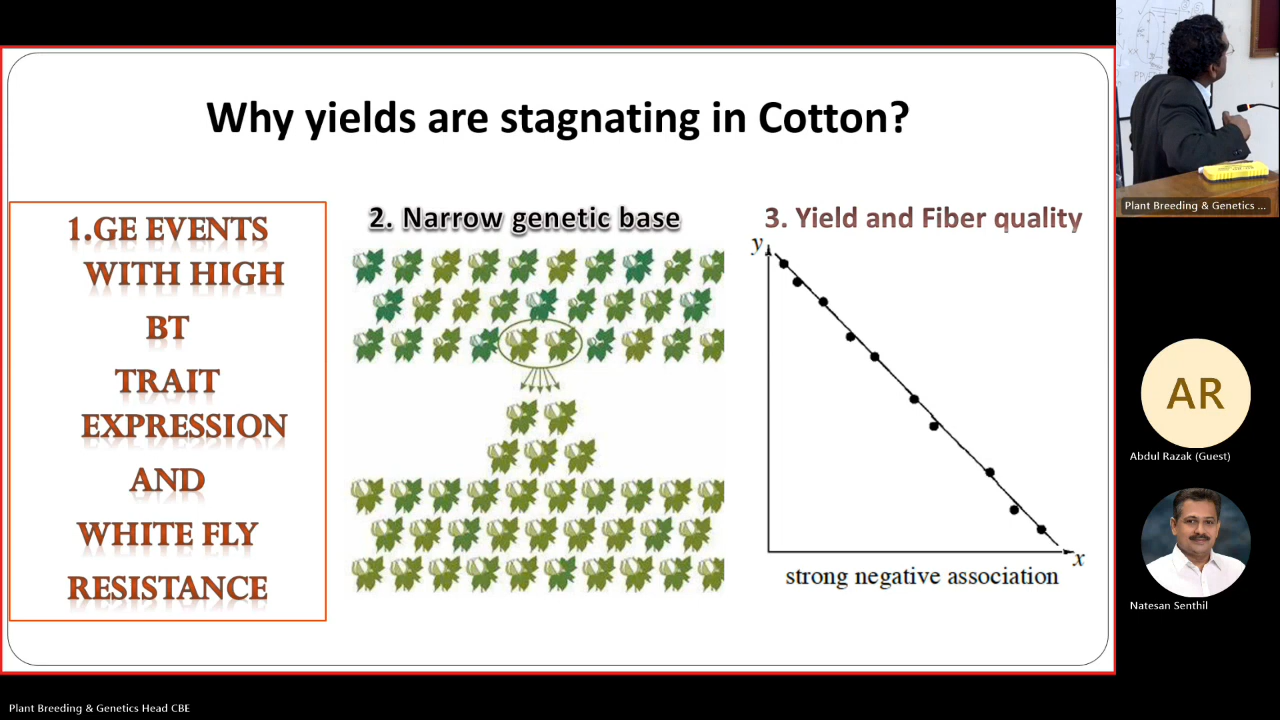 Why yields are stagnating in Cotton?
1.GE EVENTS
WITH HIGH
BT
TRAIT
EXPRESSION
AND
WHITE FLY
RESISTANCE
2. Narrow genetic base
3. Yield and Fiber quality
y
x
strong negative association
Plant Breeding & Genetics ...
AR
Abdul Razak (Guest)
Natesan Senthil
Plant Breeding & Genetics Head CBE